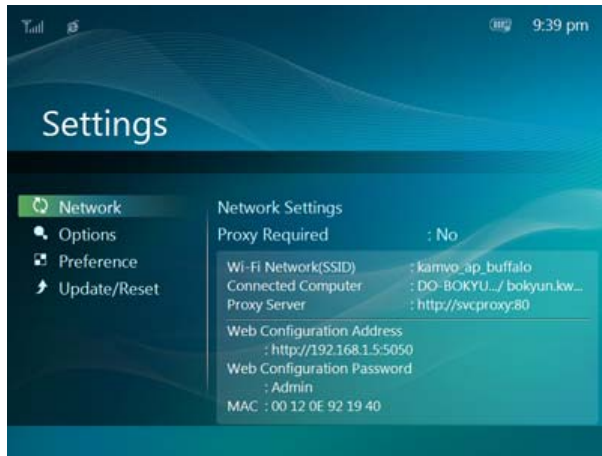 9:39 pm
Settings
Network
Options
Preference
Update/Reset
Network Settings
Proxy Required : No
Wi-Fi Network(SSID) : kamvo_ap_buffalo
Connected Computer : DO-BOKYU.../ bokyun.kw...
Proxy Server : http://svcproxy:80
Web Configuration Address
: http://192.168.1.5:5050
Web Configuration Password
: Admin
MAC : 00 12 0E 92 19 40